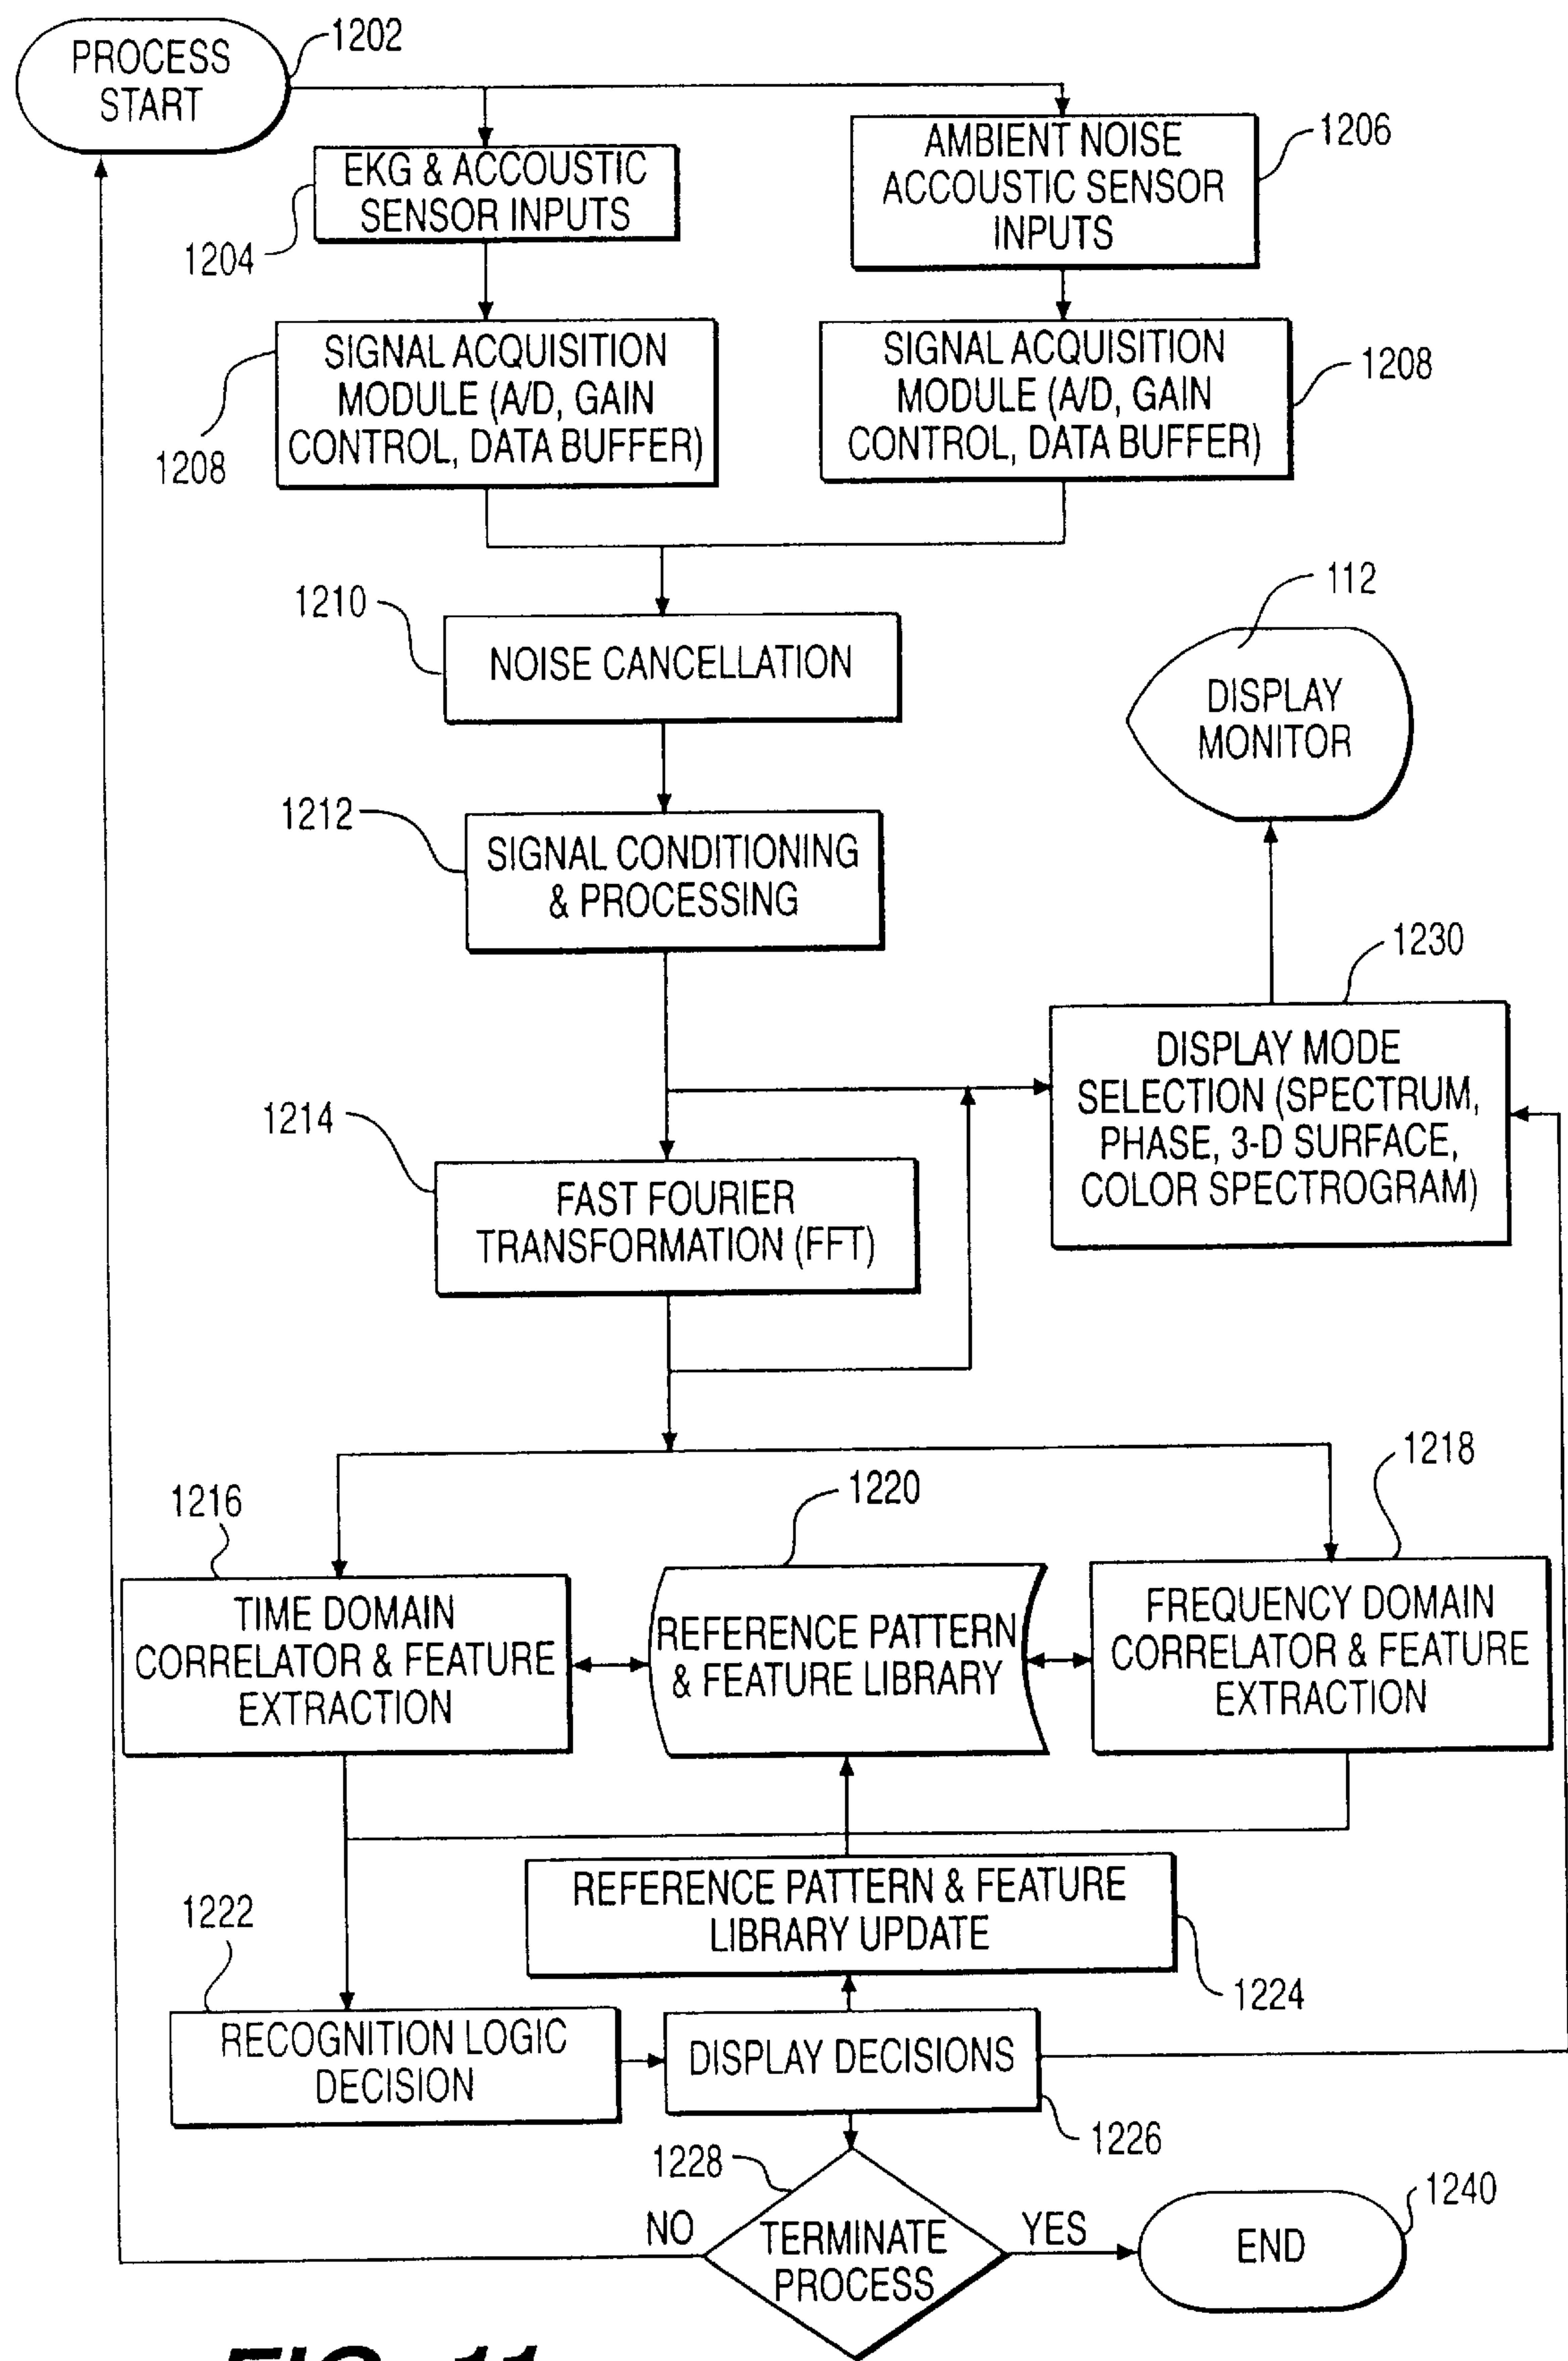 PROCESS
START
1202
EKG & ACCOUSTIC
SENSOR INPUTS
1204
AMBIENT NOISE
ACCOUSTIC SENSOR
INPUTS
1206
SIGNAL ACQUISITION
MODULE (A/D, GAIN
CONTROL, DATA BUFFER)
1208
SIGNAL ACQUISITION
MODULE (A/D, GAIN
CONTROL, DATA BUFFER)
1208
1210
NOISE CANCELLATION
112
DISPLAY
MONITOR
1212
SIGNAL CONDITIONING
& PROCESSING
1230
DISPLAY MODE
SELECTION (SPECTRUM,
PHASE, 3-D SURFACE,
COLOR SPECTROGRAM)
1214
FAST FOURIER
TRANSFORMATION (FFT)
1216
TIME DOMAIN
CORRELATOR & FEATURE
EXTRACTION
1220
REFERENCE PATTERN
& FEATURE LIBRARY
1218
FREQUENCY DOMAIN
CORRELATOR & FEATURE
EXTRACTION
REFERENCE PATTERN & FEATURE
LIBRARY UPDATE
1224
1222
RECOGNITION LOGIC
DECISION
DISPLAY DECISIONS
1226
1228
NO
TERMINATE
PROCESS
YES
END
1240
FIG. 11